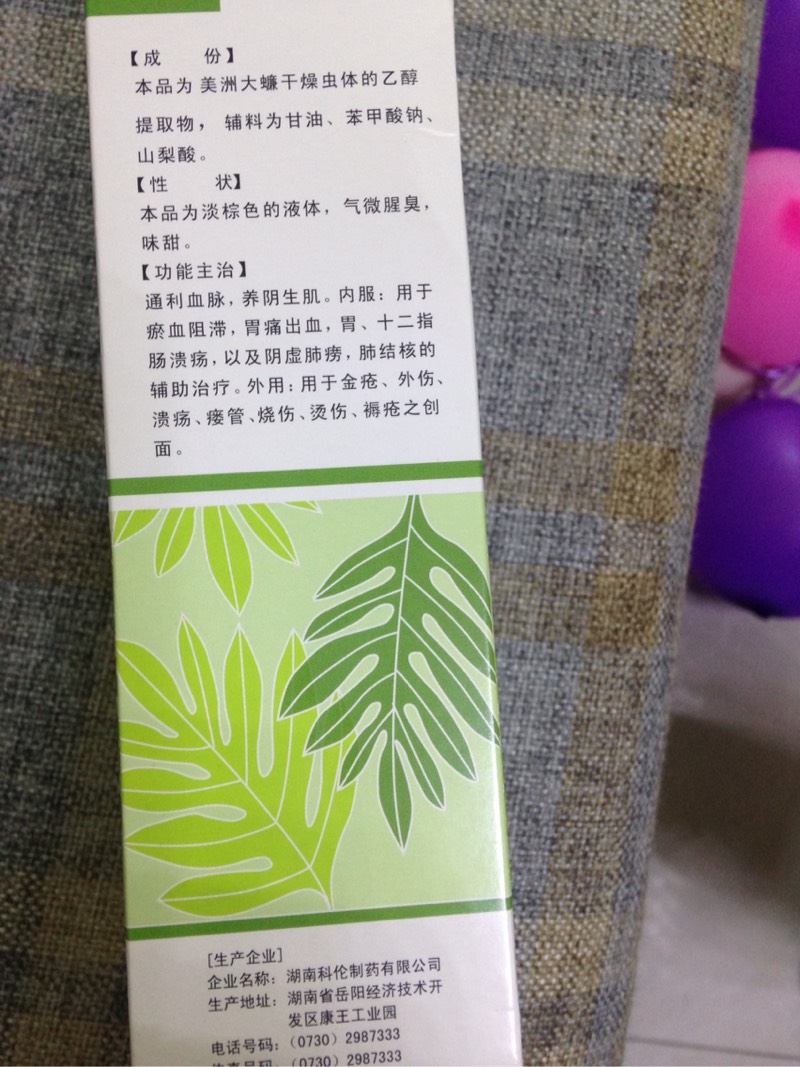 【成 份】
本品为 美洲大蠊干燥虫体的乙醇
提取物， 辅料为甘油、苯甲酸钠、
山梨酸。
【性 状】
本品为淡棕色的液体，气微腥臭，
味甜。
【功能主治】
通利血脉，养阴生肌。内服：用于
瘀血阻滞，胃痛出血，胃、十二指
肠溃疡，以及阴虚肺痨，肺结核的
辅助治疗。外用：用于金疮、外伤、
溃疡、瘘管、烧伤、烫伤、褥疮之创
面。
[生产企业]
企业名称：湖南科伦制药有限公司
生产地址：湖南省岳阳经济技术开
发区康王工业园
电话号码：（0730）2987333
传真号码：（0730）2987333